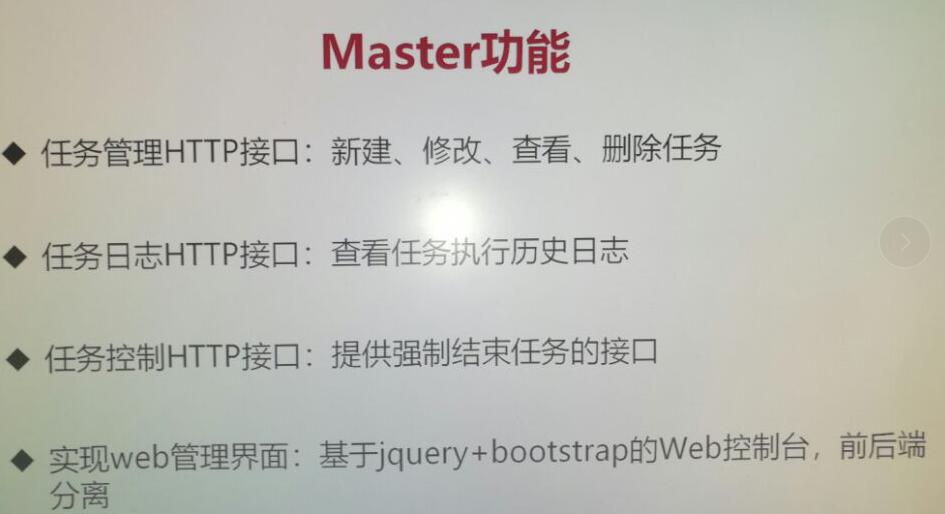 Master功能
◆ 任务管理HTTP接口：新建、修改、查看、删除任务
◆ 任务日志HTTP接口：查看任务执行历史日志
◆ 任务控制HTTP接口：提供强制结束任务的接口
◆ 实现web管理界面：基于jquery+bootstrap的Web控制台，前后端
分离